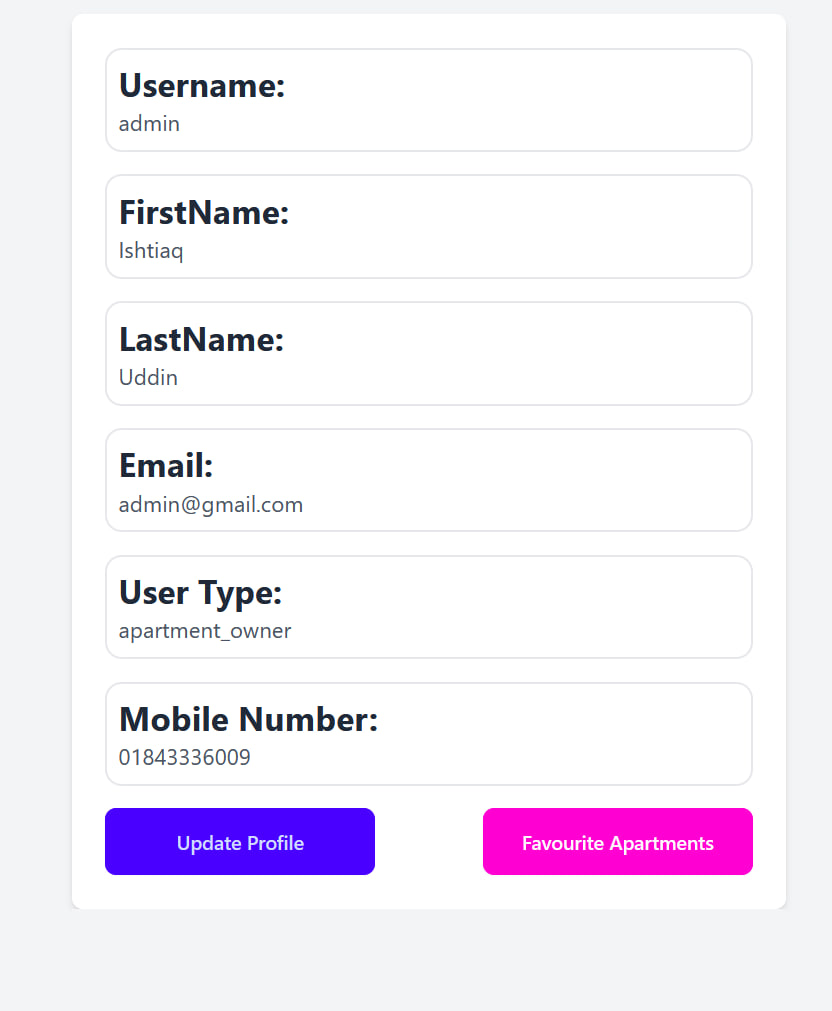 Username:
admin
FirstName:
Ishtiaq
LastName:
Uddin
Email:
admin@gmail.com
User Type:
apartment_owner
Mobile Number:
01843336009
Update Profile
Favourite Apartments